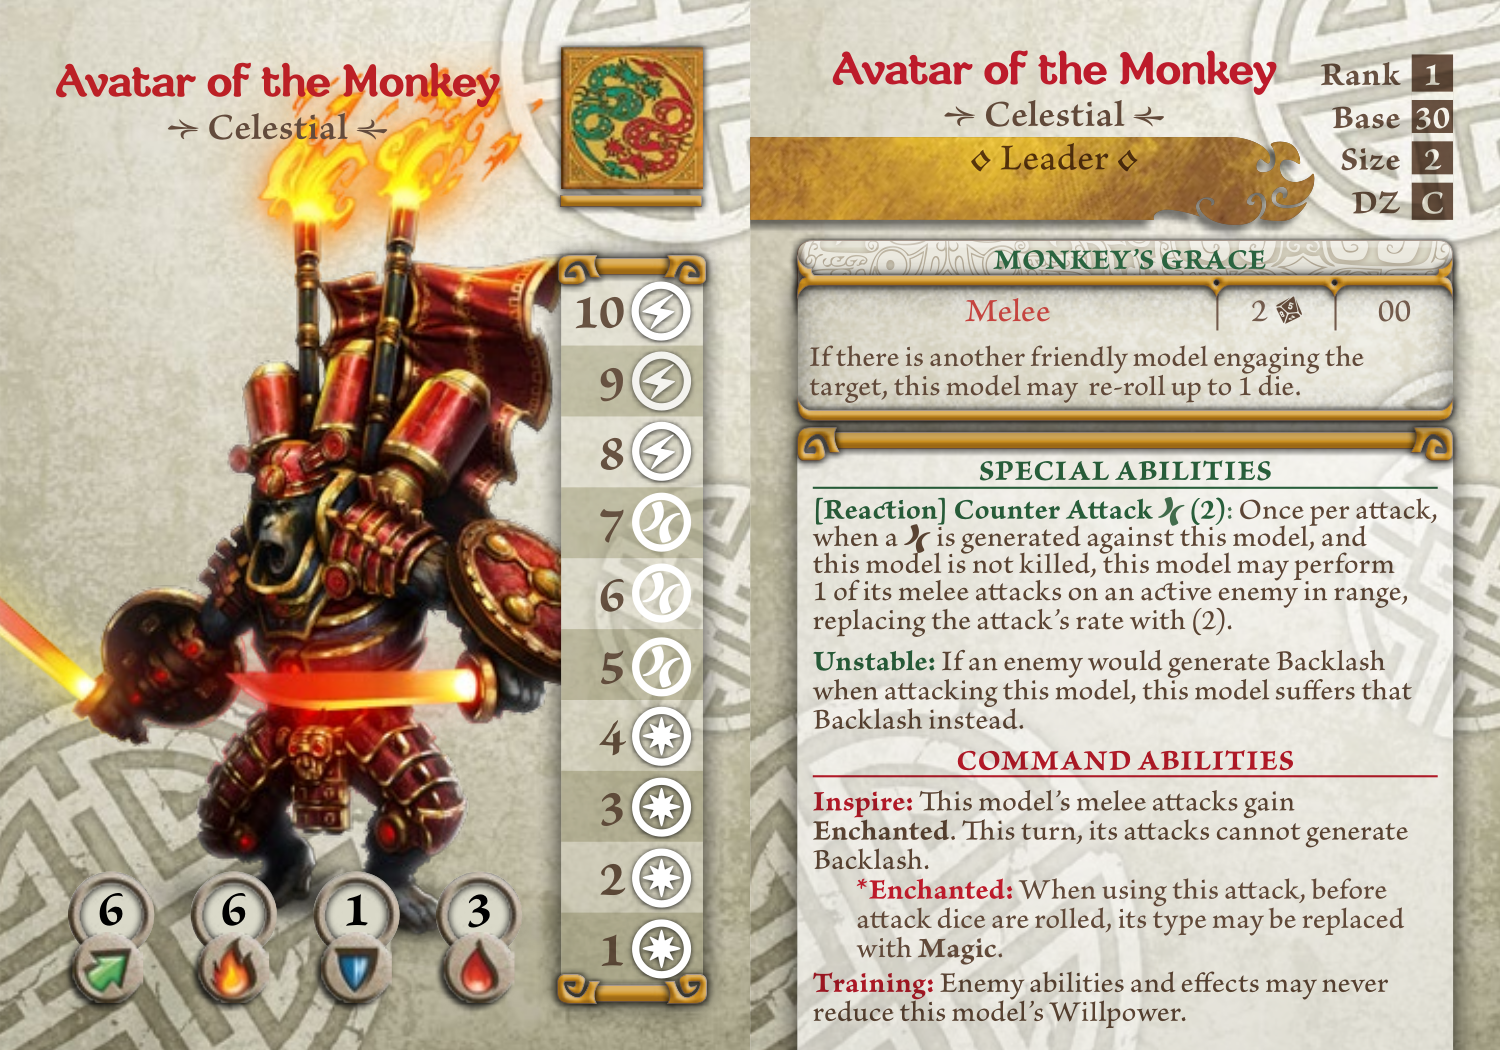 Avatar of the Monkey
Celestial
10
9
8
7
6
5
4
3
2
1
6 6 1 3
Avatar of the Monkey
Celestial
Leader
Rank 1
Base 30
Size 2
DZ C
MONKEY'S GRACE
Melee 2 00
If there is another friendly model engaging the
target, this model may re-roll up to 1 die.
SPECIAL ABILITIES
[Reaction] Counter Attack (2): Once per attack,
when a is generated against this model, and
this model is not killed, this model may perform
1 of its melee attacks on an active enemy in range,
replacing the attack's rate with (2).
Unstable: If an enemy would generate Backlash
when attacking this model, this model suffers that
Backlash instead.
COMMAND ABILITIES
Inspire: This model's melee attacks gain
Enchanted. This turn, its attacks cannot generate
Backlash.
*Enchanted: When using this attack, before
attack dice are rolled, its type may be replaced
with Magic.
Training: Enemy abilities and effects may never
reduce this model's Willpower.